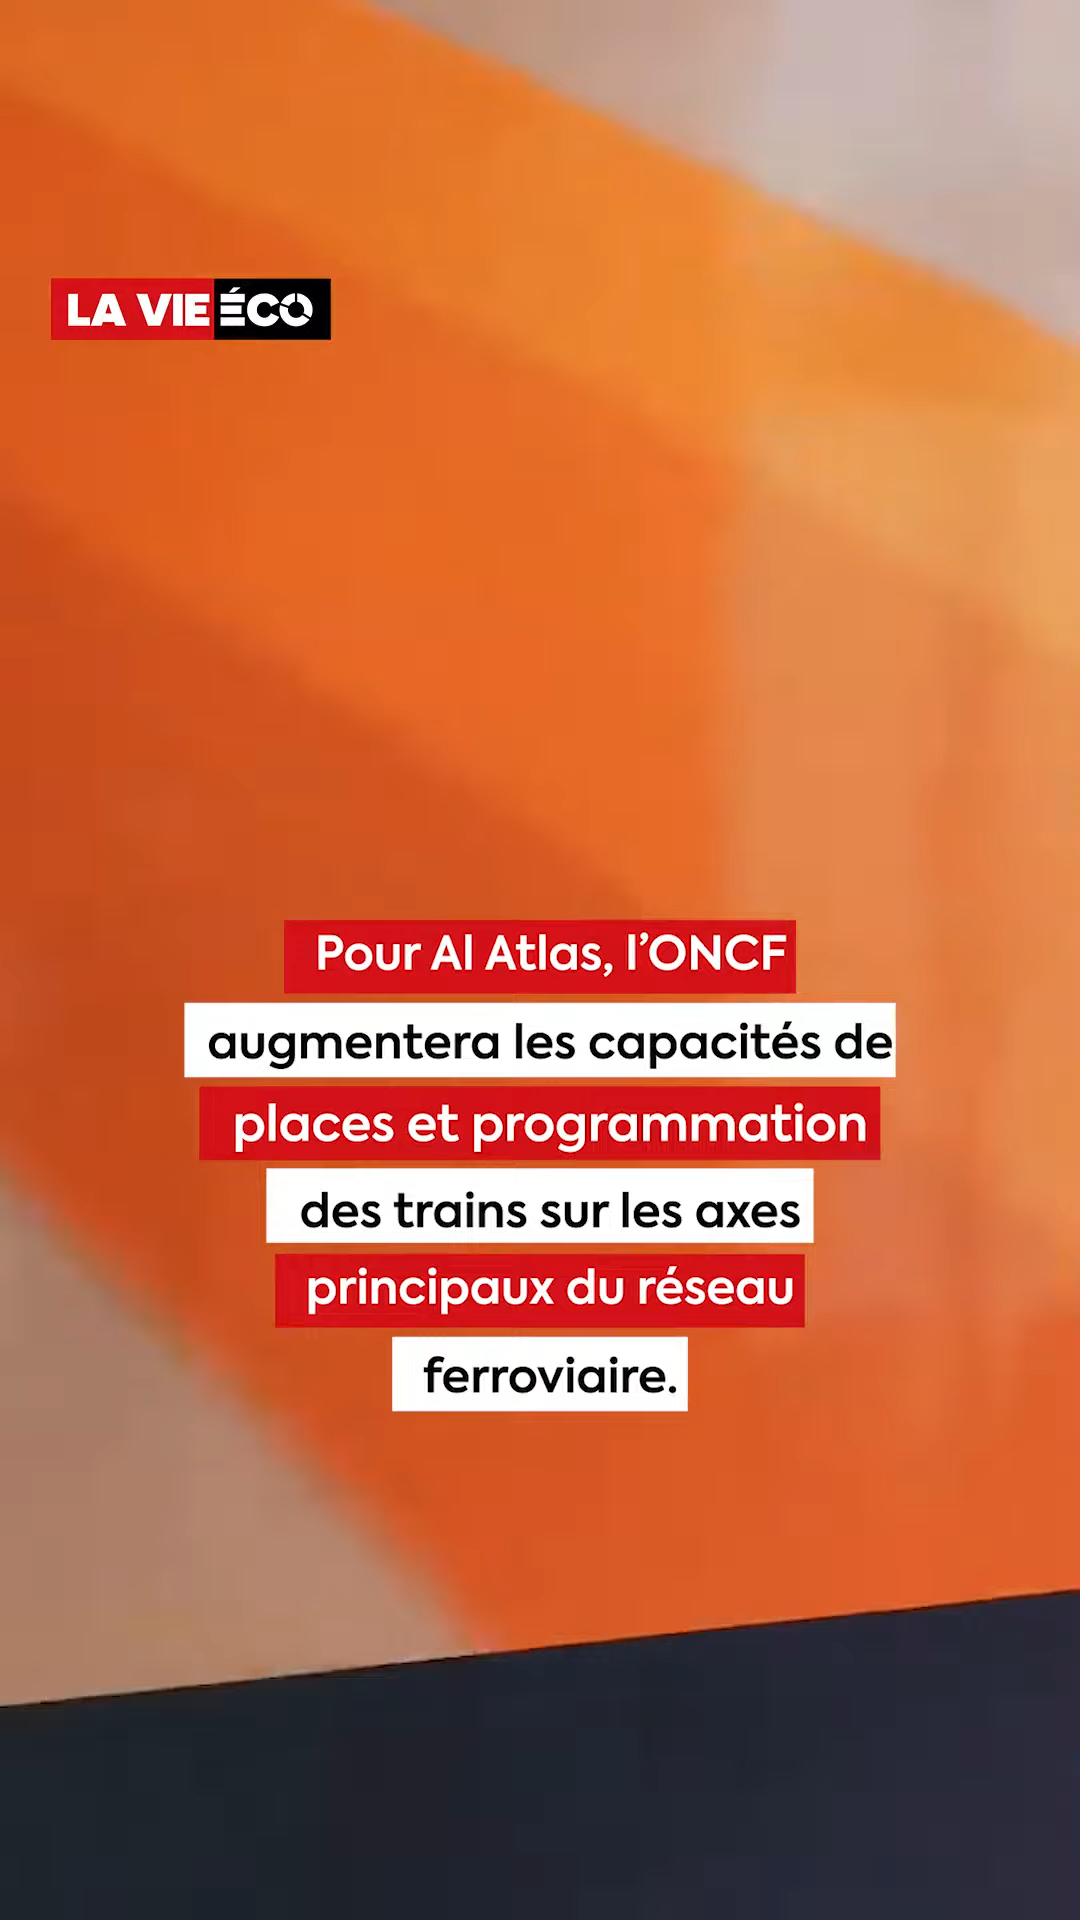 LA VIE ÉCO
Pour Al Atlas, l’ONCF
augmentera les capacités de
places et programmation
des trains sur les axes
principaux du réseau
ferroviaire.